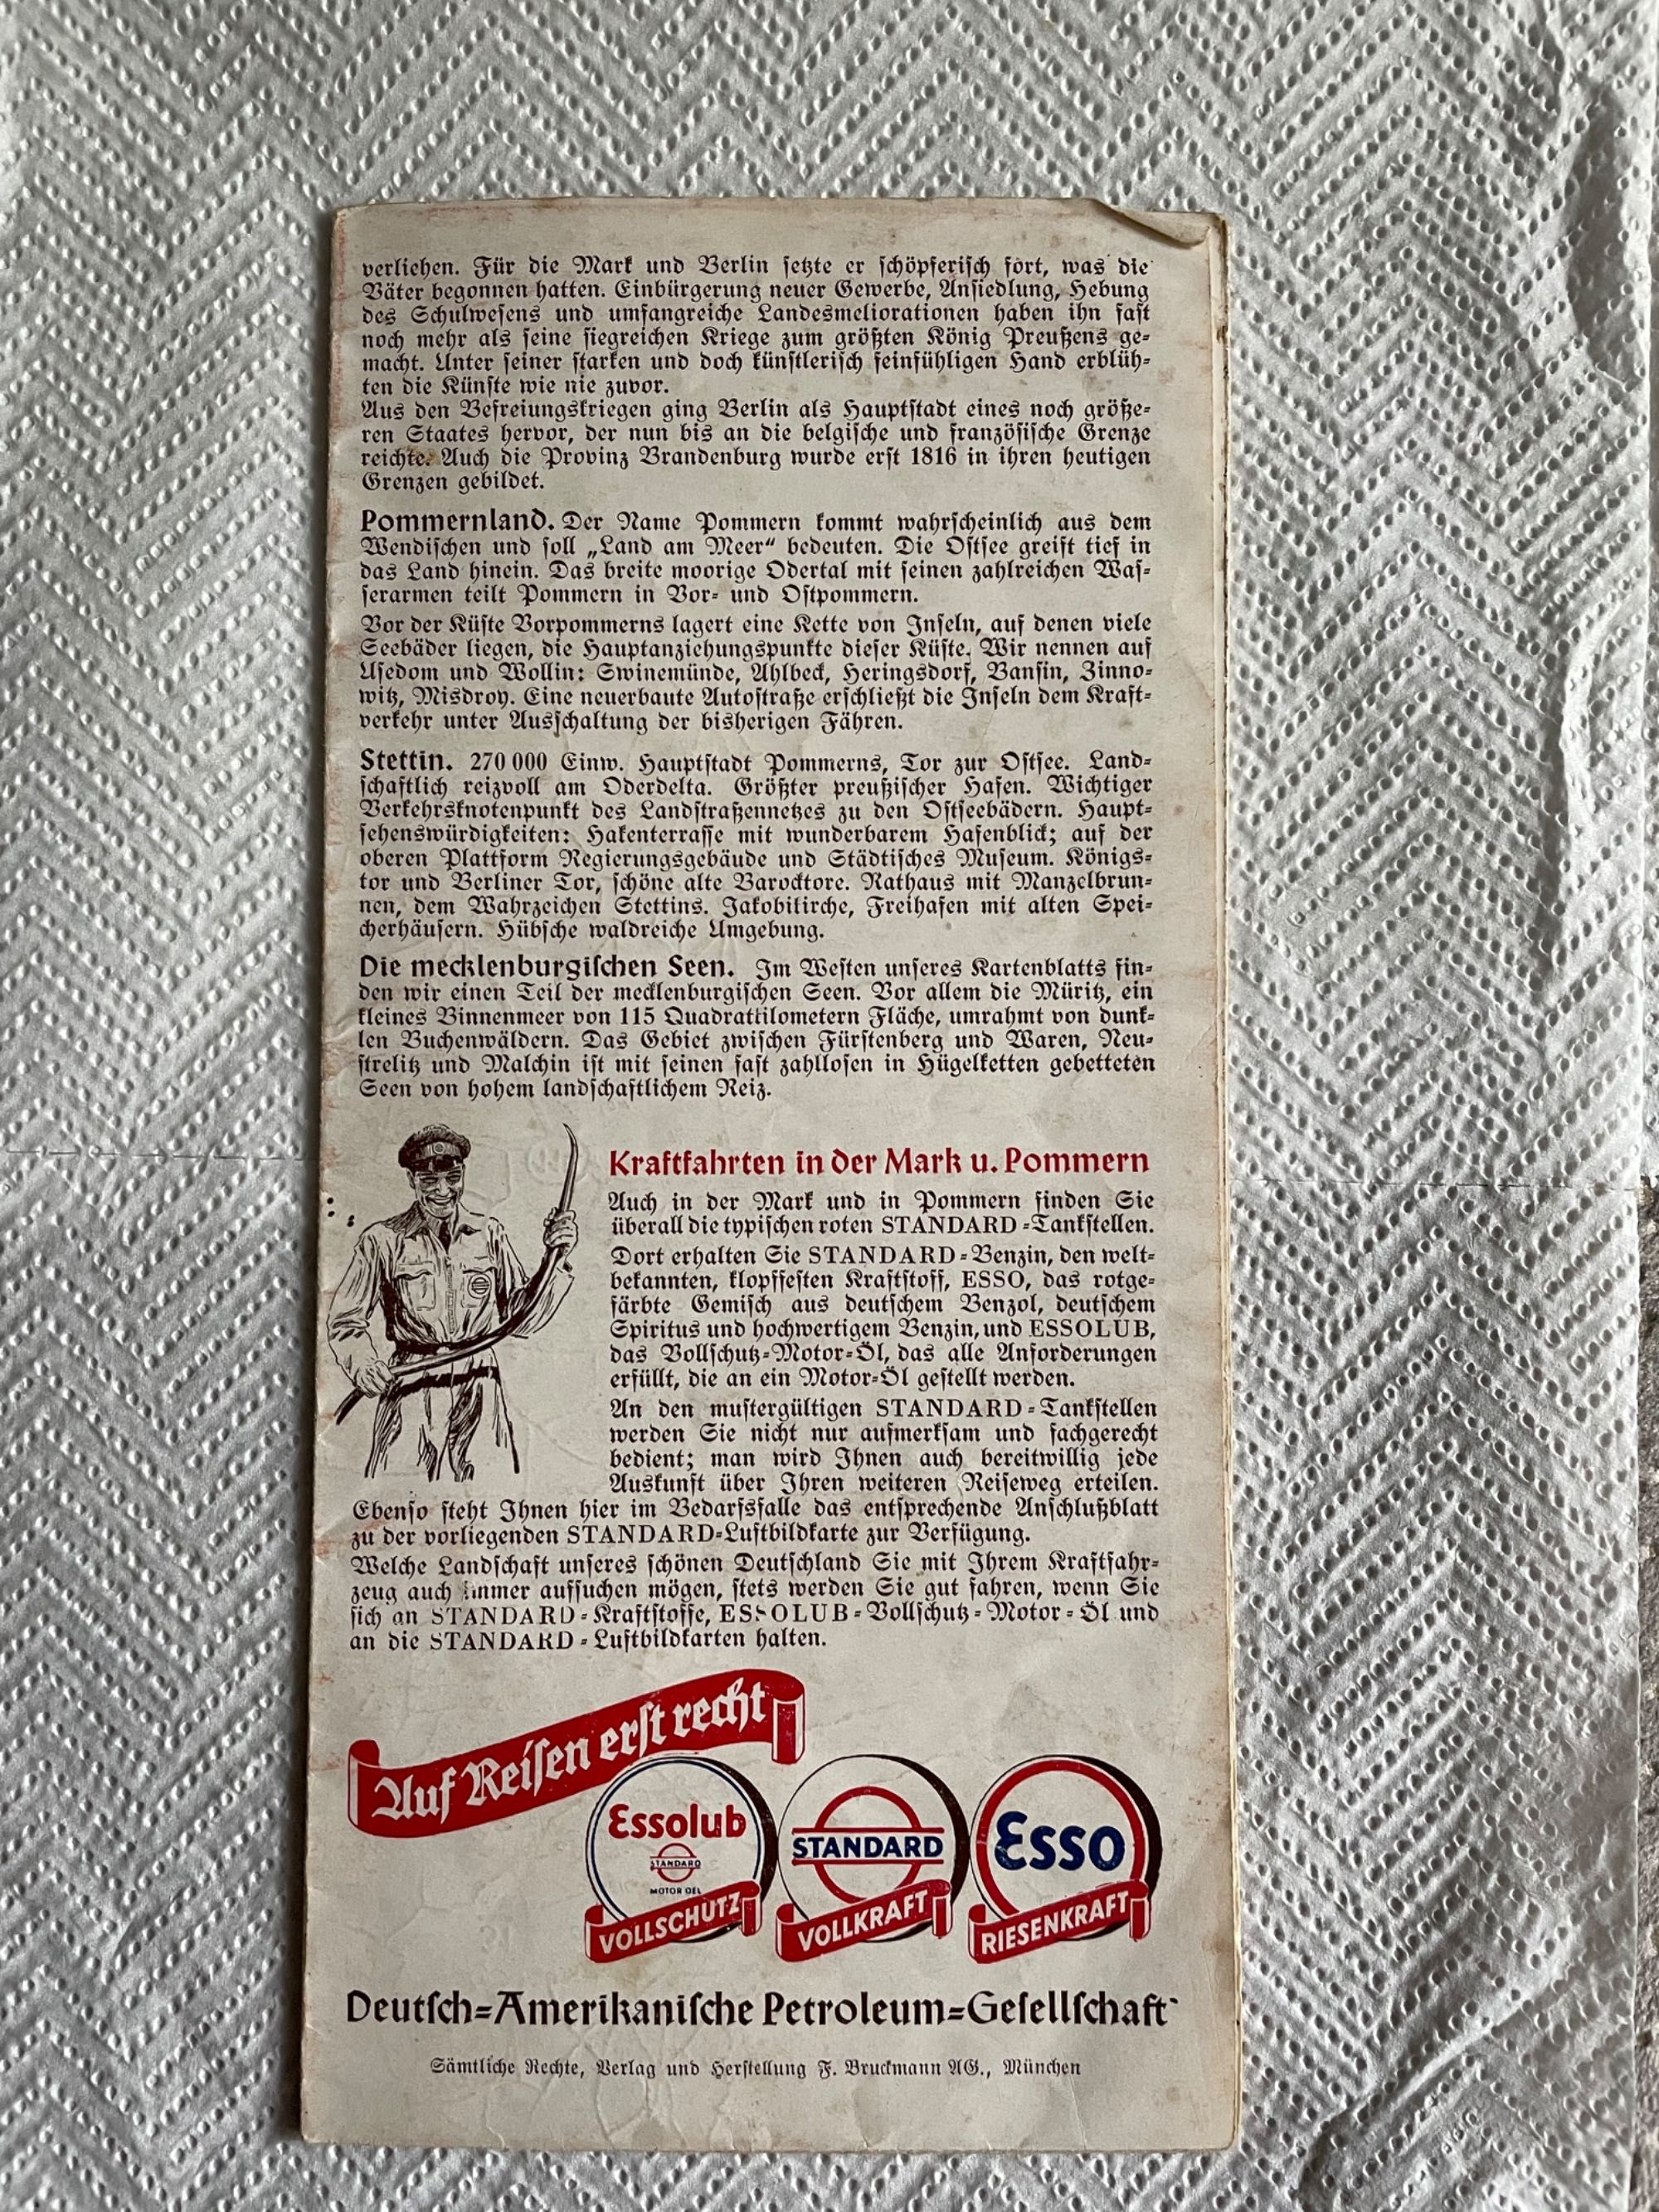 verliehen. Für die Mark und Berlin setzte er schöpferisch fort, was die
Väter begonnen hatten. Einbürgerung neuer Gewerbe, Ansiedlung, Hebung
des Schulwesens und umfangreiche Landesmeliorationen haben ihn fast
noch mehr als seine siegreichen Kriege zum größten König Preußens ge-
macht. Unter seiner starken und doch künstlerisch feinfühligen Hand erblüh-
ten die Künste wie nie zuvor.
Aus den Befreiungskriegen ging Berlin als Hauptstadt eines noch größe-
ren Staates hervor, der nun bis an die belgische und französische Grenze
reichte. Auch die Provinz Brandenburg wurde erst 1816 in ihren heutigen
Grenzen gebildet.
Pommernland. Der Name Pommern kommt wahrscheinlich aus dem
Wendischen und soll „Land am Meer“ bedeuten. Die Ostsee greift tief in
das Land hinein. Das breite moorige Odertal mit seinen zahlreichen Was-
serarmen teilt Pommern in Vor- und Ostpommern.
Vor der Küste Vorpommerns lagert eine Kette von Inseln, auf denen viele
Seebäder liegen, die Hauptanziehungspunkte dieser Küste. Wir nennen auf
Usedom und Wollin: Swinemünde, Ahlbeck, Heringsdorf, Bansin, Zinno-
witz, Misdroy. Eine neuerbaute Autostraße erschließt die Inseln dem Kraft-
verkehr unter Ausschaltung der bisherigen Fähren.
Stettin. 270 000 Einw. Hauptstadt Pommerns, Tor zur Ostsee. Land-
schaftlich reizvoll am Oderdelta. Größter preußischer Hafen. Wichtiger
Verkehrsknotenpunkt des Landstraßennetzes zu den Ostseebädern. Haupt-
sehenswürdigkeiten: Hakenterrasse mit wunderbarem Hafenblick; auf der
oberen Plattform Regierungsgebäude und Städtisches Museum. Königs-
tor und Berliner Tor, schöne alte Barocktore. Rathaus mit Manzelbrun-
nen, dem Wahrzeichen Stettins. Jakobikirche, Freihafen mit alten Spei-
cherhäusern. Hübsche waldreiche Umgebung.
Die mecklenburgischen Seen. Im Westen unseres Kartenblatts fin-
den wir einen Teil der mecklenburgischen Seen. Vor allem die Müritz, ein
kleines Binnenmeer von 115 Quadratkilometern Fläche, umrahmt von dunk-
len Buchenwäldern. Das Gebiet zwischen Fürstenberg und Waren, Neu-
strelitz und Malchin ist mit seinen fast zahllosen in Hügelketten gebetteten
Seen von hohem landschaftlichem Reiz.
Kraftfahrten in der Mark u. Pommern
Auch in der Mark und in Pommern finden Sie
überall die typischen roten STANDARD-Tankstellen.
Dort erhalten Sie STANDARD-Benzin, den welt-
bekannten, klopffesten Kraftstoff, ESSO, das rotge-
färbte Gemisch aus deutschem Benzol, deutschem
Spiritus und hochwertigem Benzin, und ESSOLUB,
das Vollschutz-Motor-Öl, das alle Anforderungen
erfüllt, die an ein Motor-Öl gestellt werden.
An den mustergültigen STANDARD-Tankstellen
werden Sie nicht nur aufmerksam und fachgerecht
bedient; man wird Ihnen auch bereitwillig jede
Auskunft über Ihren weiteren Reiseweg erteilen.
Ebenso steht Ihnen hier im Bedarfsfalle das entsprechende Anschlußblatt
zu der vorliegenden STANDARD-Luftbildkarte zur Verfügung.
Welche Landschaft unseres schönen Deutschland Sie mit Ihrem Kraftfahr-
zeug auch immer aufsuchen mögen, stets werden Sie gut fahren, wenn Sie
sich an STANDARD-Kraftstoffe, ESSOLUB-Vollschutz-Motor-Öl und
an die STANDARD-Luftbildkarten halten.
Auf Reisen erst recht
Essolub
STANDARD
MOTOR OEL
VOLLSCHUTZ
STANDARD
VOLLKRAFT
Esso
RIESENKRAFT
Deutsch-Amerikanische Petroleum-Gesellschaft
Sämtliche Rechte, Verlag und Herstellung F. Bruckmann AG., München